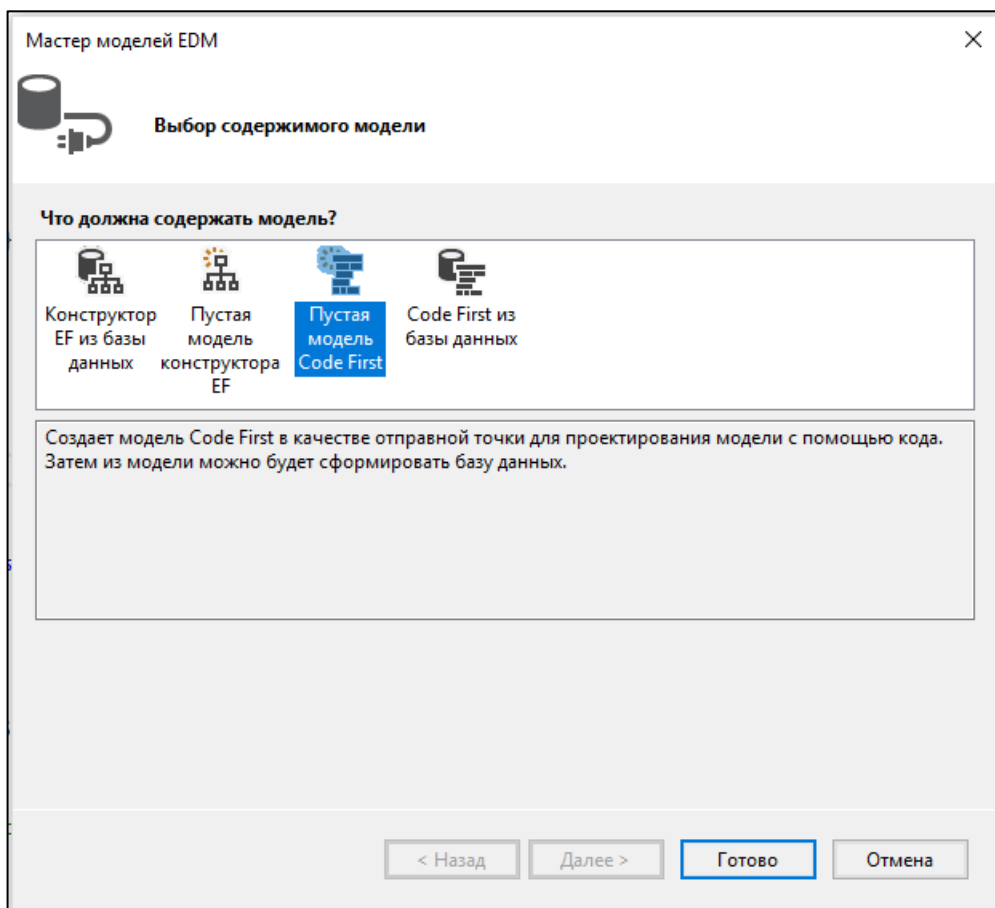 Мастер моделей EDM
Выбор содержимого модели
Что должна содержать модель?
Конструктор
EF из базы
данных
Пустая
модель
конструктора
EF
Пустая
модель
Code First
Code First из
базы данных
Создает модель Code First в качестве отправной точки для проектирования модели с помощью кода.
Затем из модели можно будет сформировать базу данных.
< Назад
Далее >
Готово
Отмена